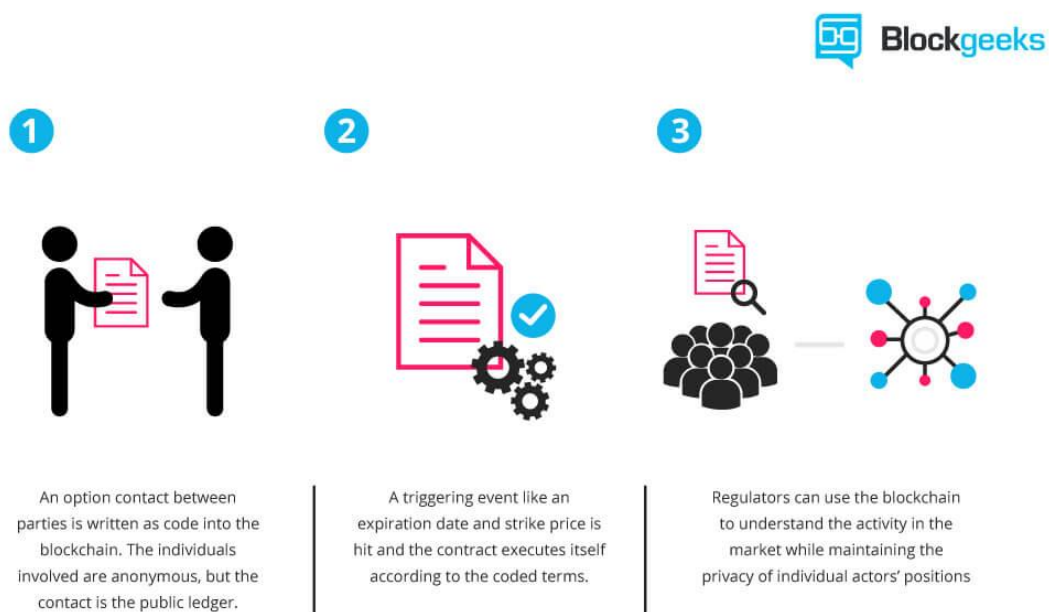 Blockgeeks
1
2
3
An option contact between
parties is written as code into the
blockchain. The individuals
involved are anonymous, but the
contact is the public ledger.
A triggering event like an
expiration date and strike price is
hit and the contract executes itself
according to the coded terms.
Regulators can use the blockchain
to understand the activity in the
market while maintaining the
privacy of individual actors’ positions